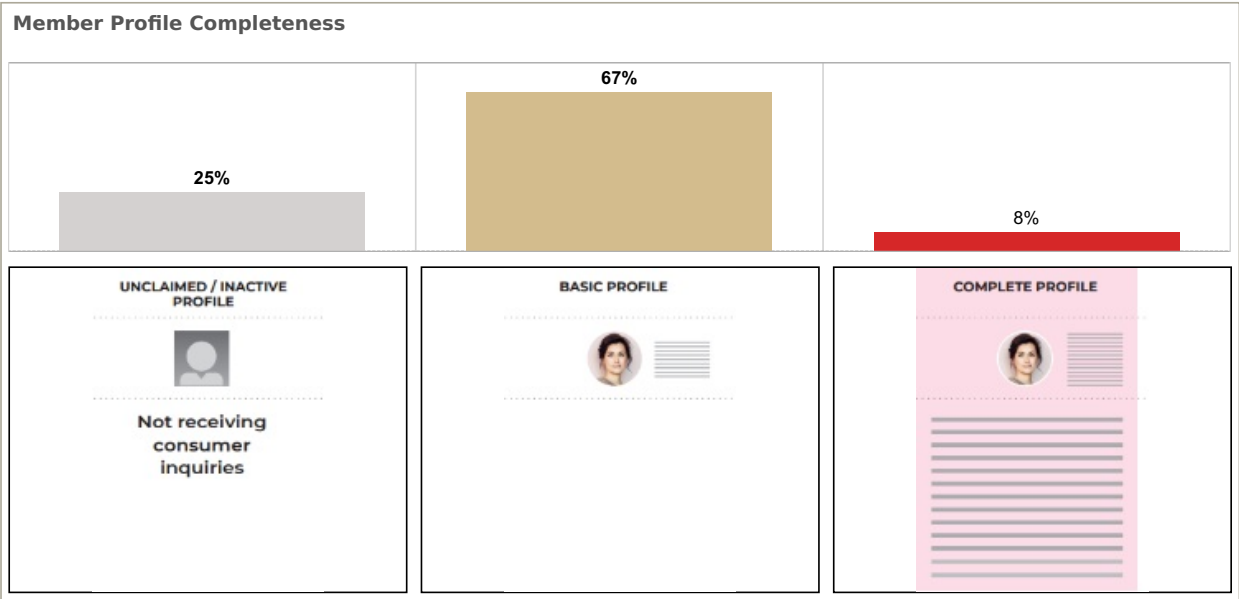 Member Profile Completeness
25%
67%
8%
UNCLAIMED / INACTIVE
PROFILE
Not receiving
consumer
inquiries
BASIC PROFILE
COMPLETE PROFILE